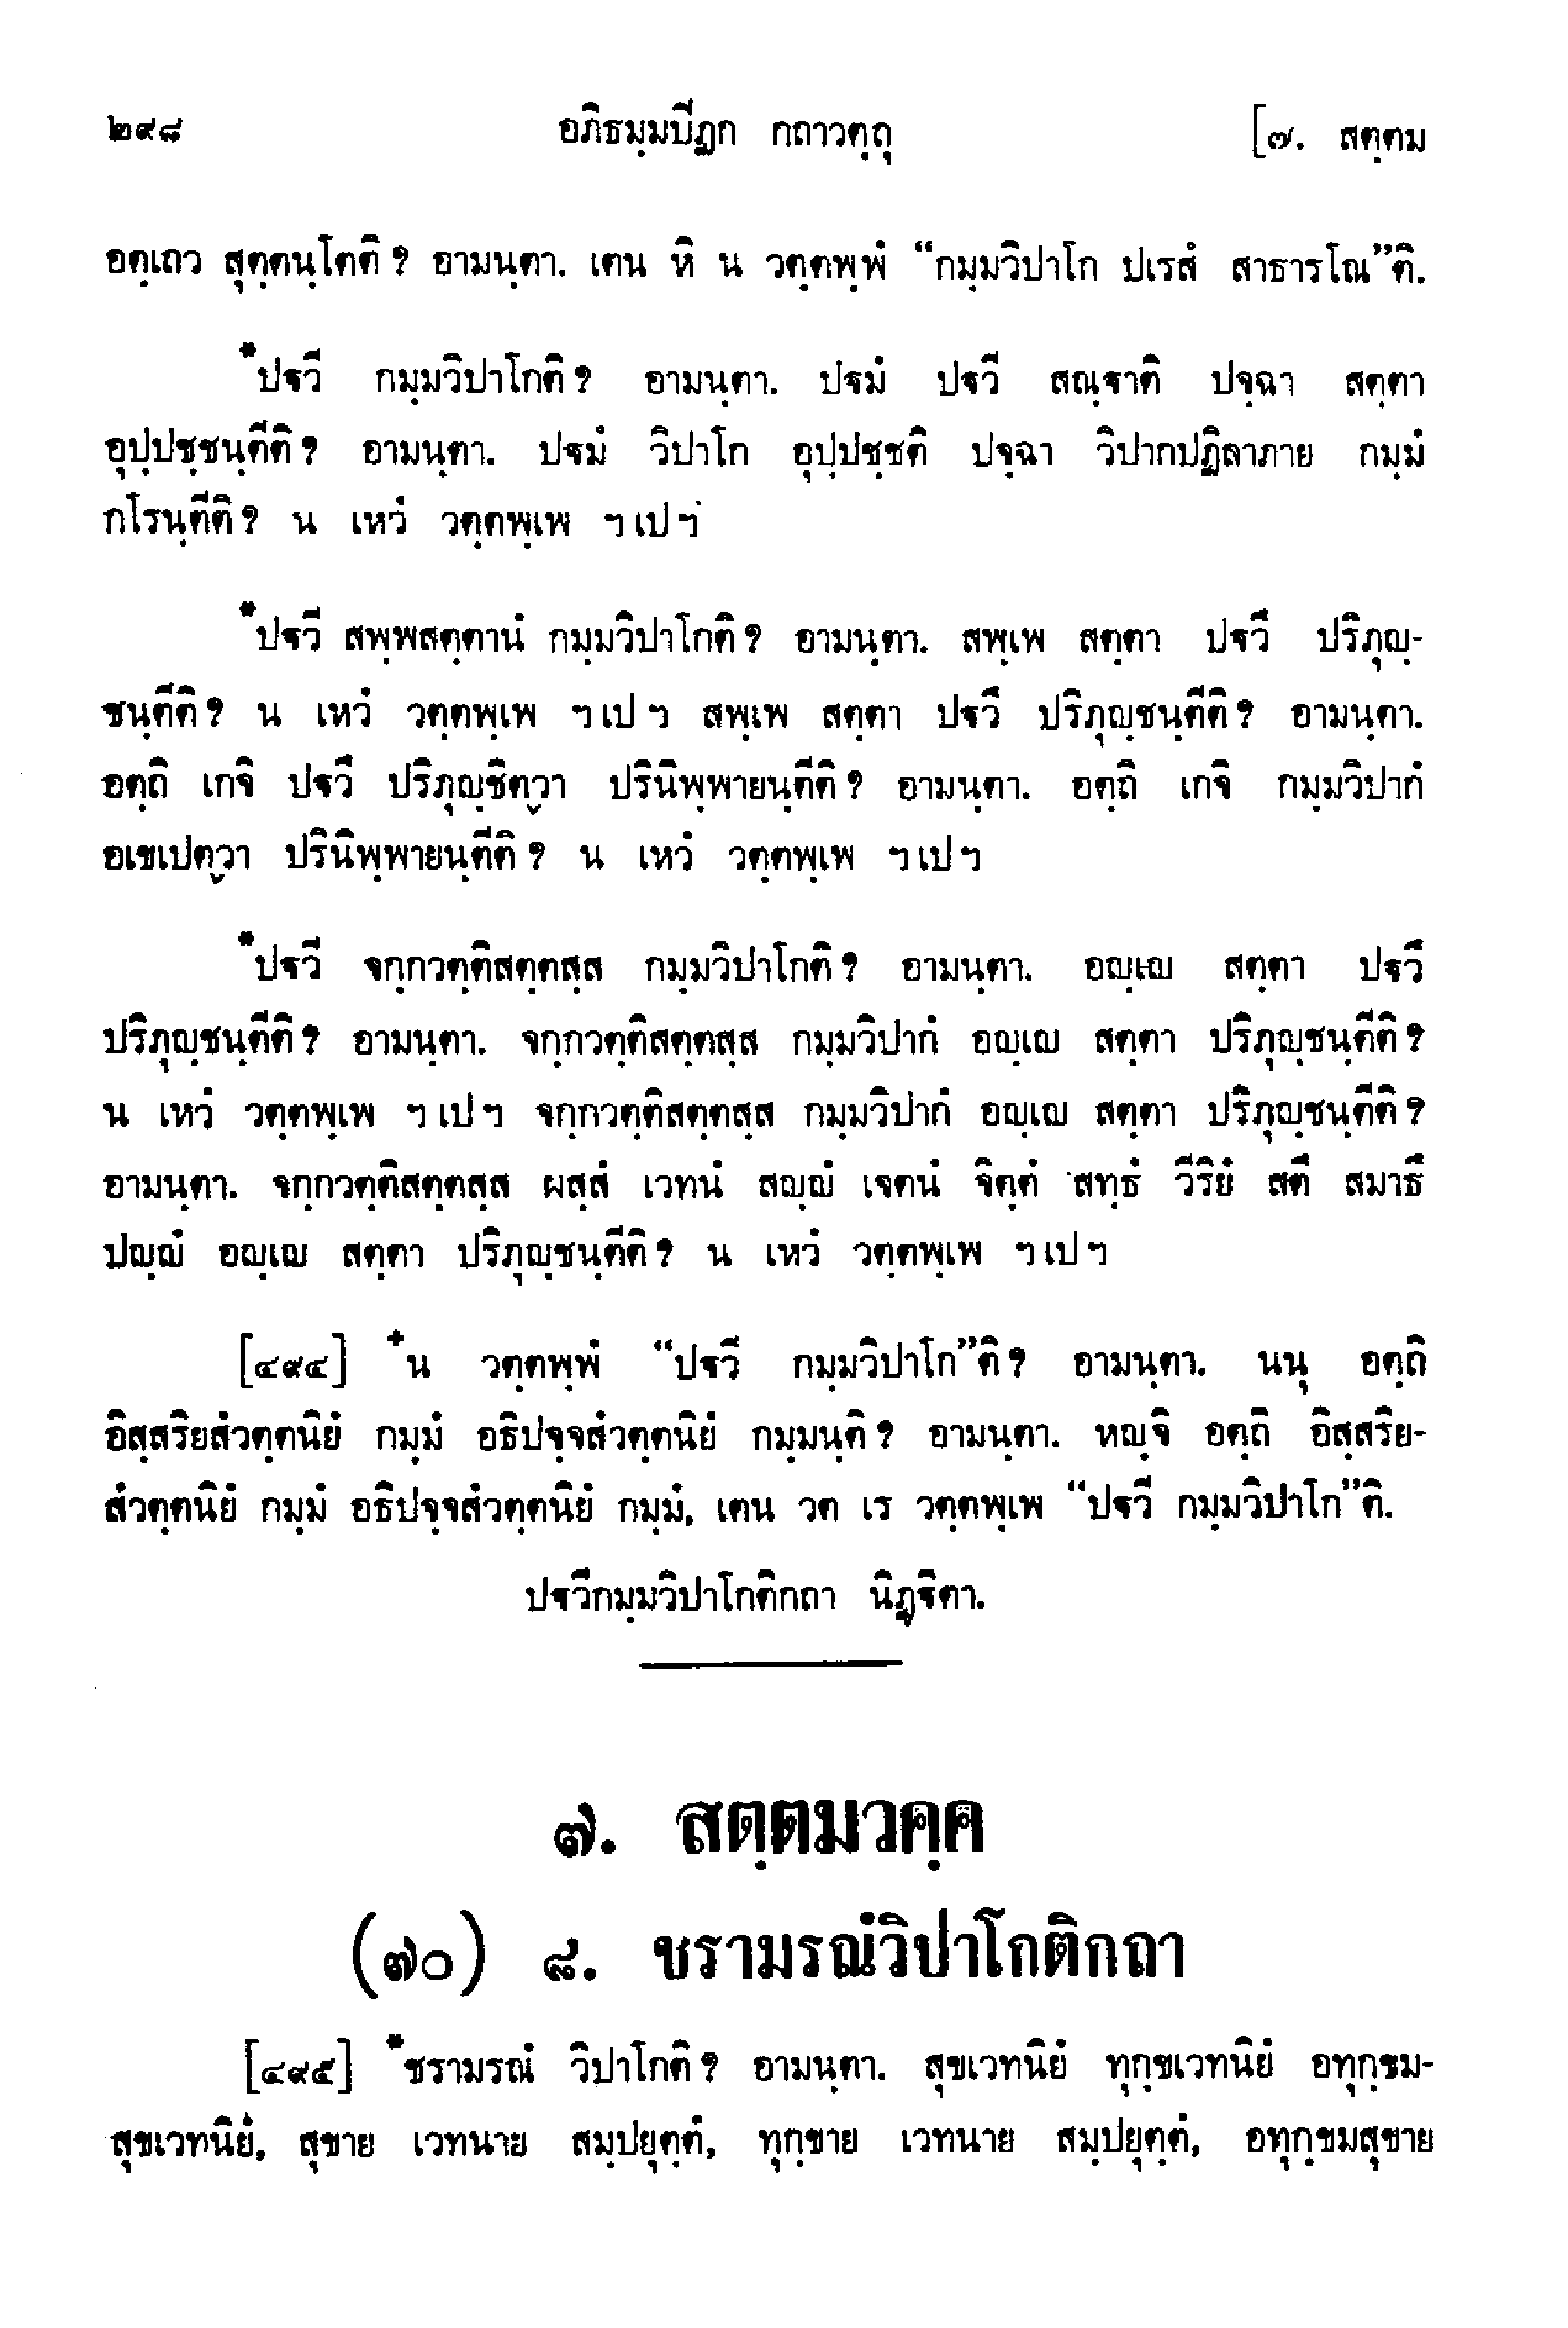 ๒๙๘ อภิธมฺมปีฏก กถาวตฺถุ [๗. สตฺตม
อตฺเถว สุตฺตนฺโตติ? อามนฺตา. เตน หิ น วตฺตพฺพํ “กมฺมวิปาโก ปเรสํ สาธารโณ”ติ.
*ปฐวี กมฺมวิปาโกติ? อามนฺตา. ปฐมํ ปฐวี สณฺฐาติ ปจฺฉา สตฺตา
อุปฺปชฺชนฺตีติ? อามนฺตา. ปฐมํ วิปาโก อุปฺปชฺชติ ปจฺฉา วิปากปฏิลาภาย กมฺมํ
กโรนฺตีติ? น เหวํ วตฺตพฺเพ ฯเปฯ
*ปฐวี สพฺพสตฺตานํ กมฺมวิปาโกติ? อามนฺตา. สพฺเพ สตฺตา ปฐวึ ปริภุญฺ-
ชนฺตีติ? น เหวํ วตฺตพฺเพ ฯเปฯ สพฺเพ สตฺตา ปฐวึ ปริภุญฺชนฺตีติ? อามนฺตา.
อตฺถิ เกจิ ปฐวึ ปริภุญฺชิตฺวา ปรินิพฺพายนฺตีติ? อามนฺตา. อตฺถิ เกจิ กมฺมวิปากํ
อเขเปตฺวา ปรินิพฺพายนฺตีติ? น เหวํ วตฺตพฺเพ ฯเปฯ
*ปฐวี จกฺกวตฺติสตฺตสฺส กมฺมวิปาโกติ? อามนฺตา. อญฺเญ สตฺตา ปฐวึ
ปริภุญฺชนฺตีติ? อามนฺตา. จกฺกวตฺติสตฺตสฺส กมฺมวิปากํ อญฺเญ สตฺตา ปริภุญฺชนฺตีติ?
น เหวํ วตฺตพฺเพ ฯเปฯ จกฺกวตฺติสตฺตสฺส กมฺมวิปากํ อญฺเญ สตฺตา ปริภุญฺชนฺตีติ?
อามนฺตา. จกฺกวตฺติสตฺตสฺส ผสฺสํ เวทนํ สญฺญํ เจตนํ จิตฺตํ สทฺธํ วีริยํ สตึ สมาธึ
ปญฺญํ อญฺเญ สตฺตา ปริภุญฺชนฺตีติ? น เหวํ วตฺตพฺเพ ฯเปฯ
[๔๙๔] +น วตฺตพฺพํ “ปฐวี กมฺมวิปาโก”ติ? อามนฺตา. นนุ อตฺถิ
อิสฺสริยสํวตฺตนิยํ กมฺมํ อธิปจฺจสํวตฺตนิยํ กมฺมนฺติ? อามนฺตา. หญฺจิ อตฺถิ อิสฺสริย-
สํวตฺตนิยํ กมฺมํ อธิปจฺจสํวตฺตนิยํ กมฺมํ, เตน วต เร วตฺตพฺเพ “ปฐวี กมฺมวิปาโก”ติ.
ปฐวีกมฺมวิปาโกติกถา นิฏฺฐิตา.
๗. สตฺตมวคฺค
(๗๐) ๘. ชรามรณํวิปาโกติกถา
[๔๙๕] *ชรามรณํ วิปาโกติ? อามนฺตา. สุขเวทนิยํ ทุกฺขเวทนิยํ อทุกฺขม-
สุขเวทนิยํ, สุขาย เวทนาย สมฺปยุตฺตํ, ทุกฺขาย เวทนาย สมฺปยุตฺตํ, อทุกฺขมสุขาย